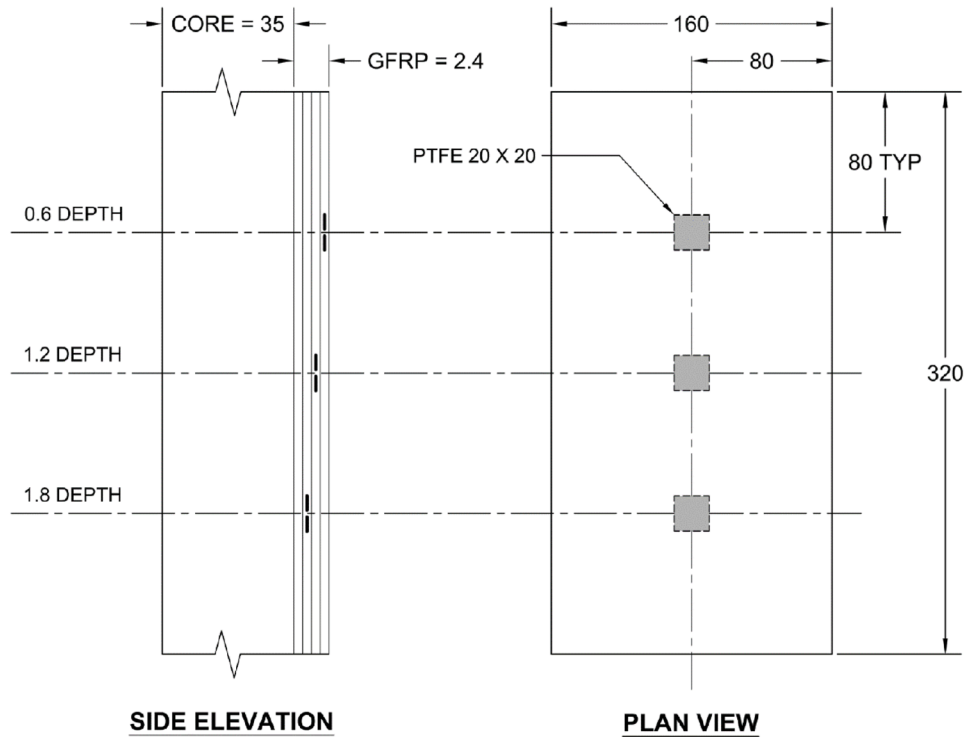 CORE = 35
160
GFRP = 2.4
80
PTFE 20 X 20
80 TYP
0.6 DEPTH
1.2 DEPTH
320
1.8 DEPTH
SIDE ELEVATION
PLAN VIEW